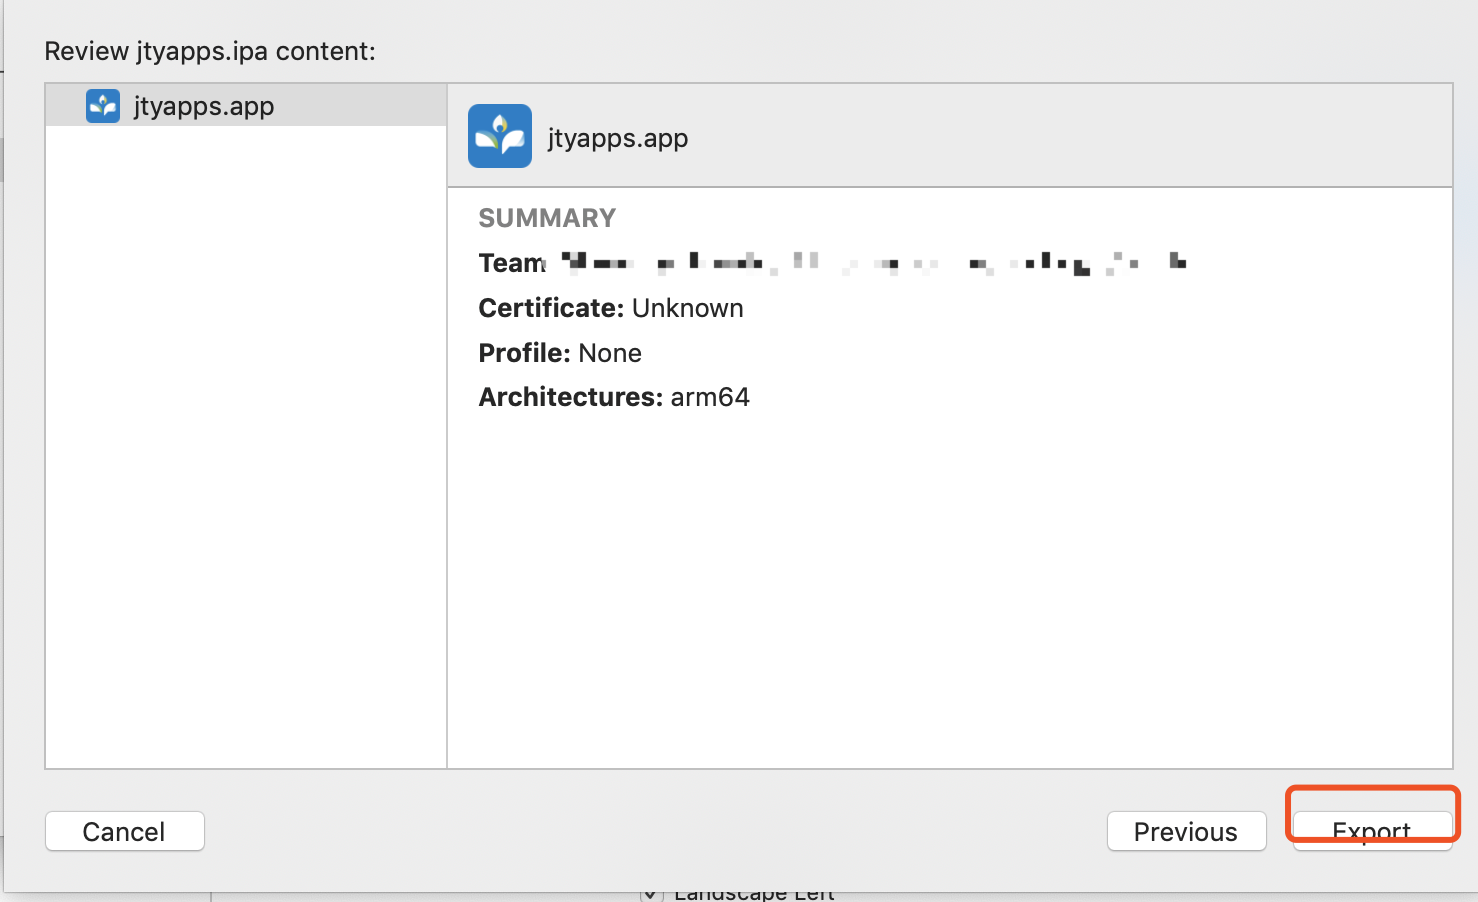 Review jtyapps.ipa content:
jtyapps.app
jtyapps.app
SUMMARY
Team
Certificate: Unknown
Profile: None
Architectures: arm64
Cancel
Previous
Export
Landscape Left